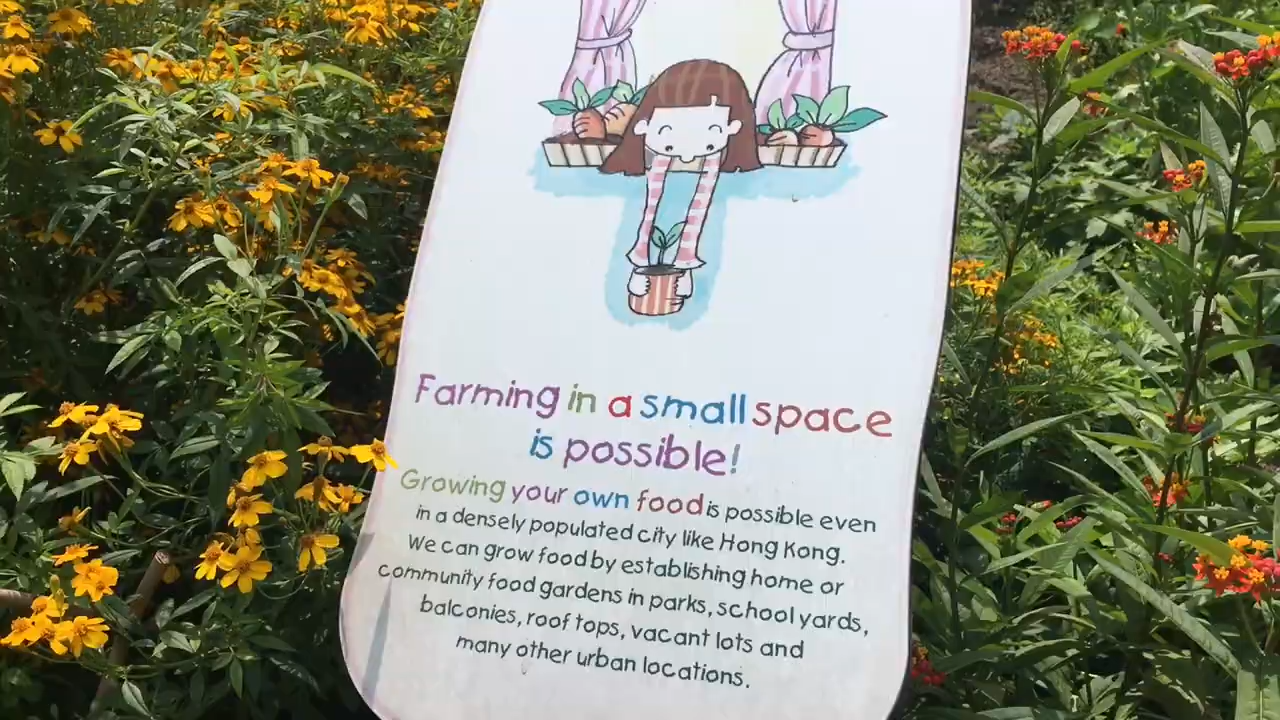 Farming in a small space
is possible!
Growing your own food is possible even
in a densely populated city like Hong Kong.
We can grow food by establishing home or
community food gardens in parks, school yards,
balconies, roof tops, vacant lots and
many other urban locations.